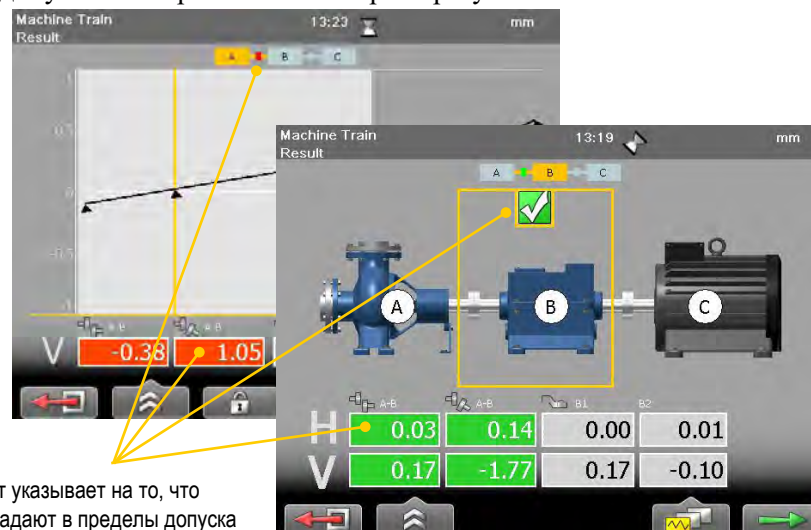 Machine Train 13:23 mm
Result
A B C
1
0.5
0
-0.5
A-B A-B
V -0.38 1.05
Machine Train 13:19 mm
Result
A B C
A B C
A-B A-B B1 B2
H 0.03 0.14 0.00 0.01
V 0.17 -1.77 0.17 -0.10
указывает на то, что
в пределы допуска